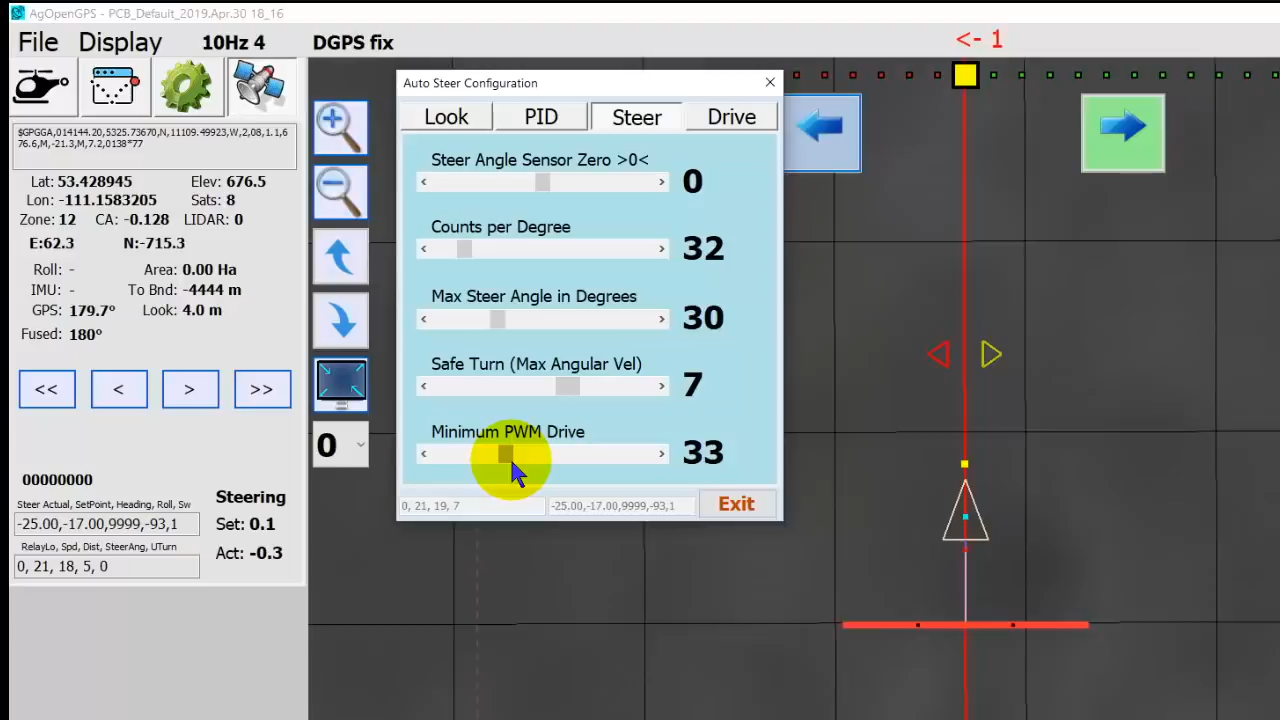 AgOpenGPS - PCB_Default_2019.Apr.30 18_16
File Display 10Hz 4 DGPS fix
<- 1
$GPGGA,014144.20,5325.73670,N,11109.49923,W,2,08,1.1,6
76.6,M,-21.3,M,7.2,0138*77
Lat: 53.428945 Elev: 676.5
Lon: -111.1583205 Sats: 8
Zone: 12 CA: -0.128 LIDAR: 0
E:62.3 N:-715.3
Roll: - Area: 0.00 Ha
IMU: - To Bnd: -4444 m
GPS: 179.7° Look: 4.0 m
Fused: 180°
<< < > >>
0
00000000
Steer Actual, SetPoint, Heading, Roll, Sw
-25.00,-17.00,9999,-93,1
RelayLo, Spd, Dist, SteerAng, UTurn
0, 21, 18, 5, 0
Steering
Set: 0.1
Act: -0.3
Auto Steer Configuration
Look PID Steer Drive
Steer Angle Sensor Zero >0<
0
Counts per Degree
32
Max Steer Angle in Degrees
30
Safe Turn (Max Angular Vel)
7
Minimum PWM Drive
33
0, 21, 19, 7 -25.00,-17.00,9999,-93,1 Exit